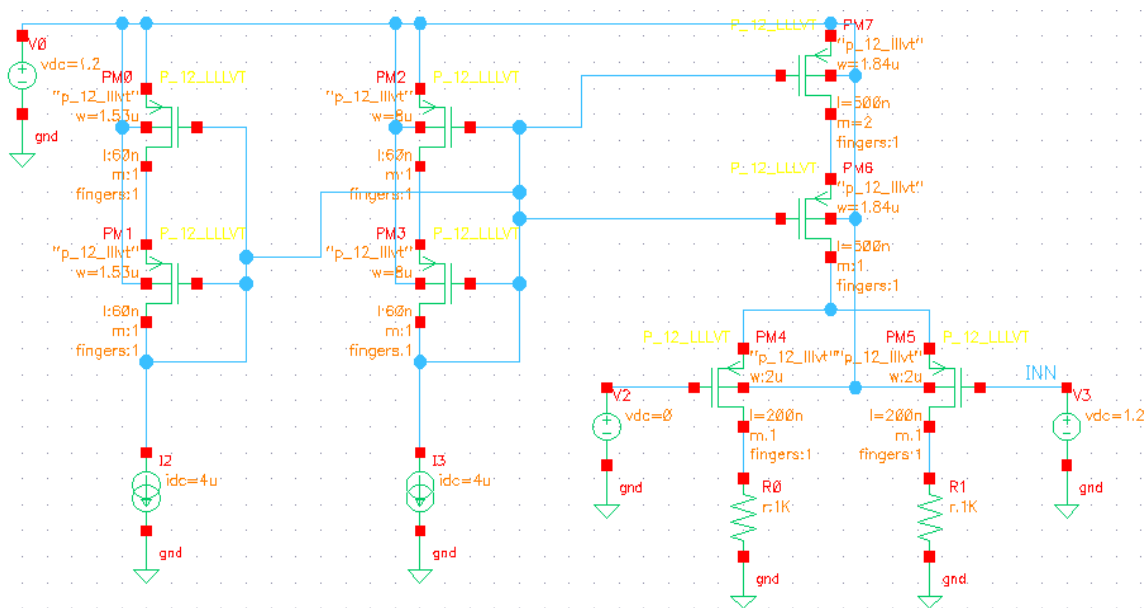 V0
vdc=1.2
gnd
P_12_LLLVT
PM0
"p_12_lllvt"
w=1.53u
l:60n
m:1
fingers:1
P_12_LLLVT
PM1
"p_12_lllvt"
w=1.53u
l:60n
m:1
fingers:1
I2
idc=4u
gnd
P_12_LLLVT
PM2
"p_12_lllvt"
w=8u
l:60n
m:1
fingers:1
P_12_LLLVT
PM3
"p_12_lllvt"
w=8u
l:60n
m:1
fingers:1
I3
idc=4u
gnd
P_12_LLLVT
PM7
"p_12_lllvt"
w=1.84u
l=500n
m=2
fingers:1
P_12_LLLVT
PM6
"p_12_lllvt"
w=1.84u
l=500n
m:1
fingers:1
P_12_LLLVT
PM4
"p_12_lllvt"
w:2u
l=200n
m:1
fingers:1
PM5
P_12_LLLVT
"p_12_lllvt"
w:2u
l=200n
m:1
fingers:1
V2
vdc=0
gnd
INN
V3
vdc=1.2
gnd
R0
r:1K
gnd
R1
r:1K
gnd